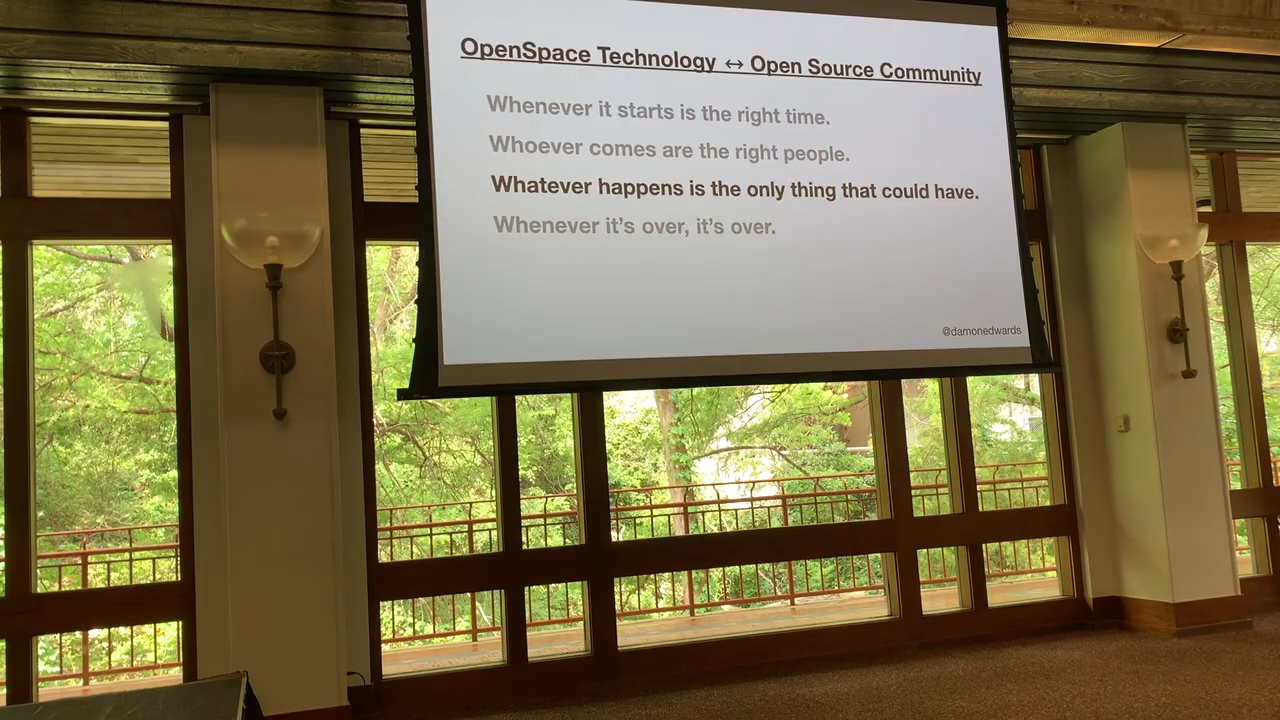 OpenSpace Technology ↔ Open Source Community
Whenever it starts is the right time.
Whoever comes are the right people.
Whatever happens is the only thing that could have.
Whenever it’s over, it’s over.
@damonedwards